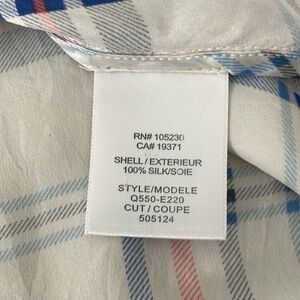 RN# 105230
CA# 19371
SHELL/EXTERIEUR
100% SILK/SOIE
STYLE/MODELE
Q550-E220
CUT/COUPE
505124